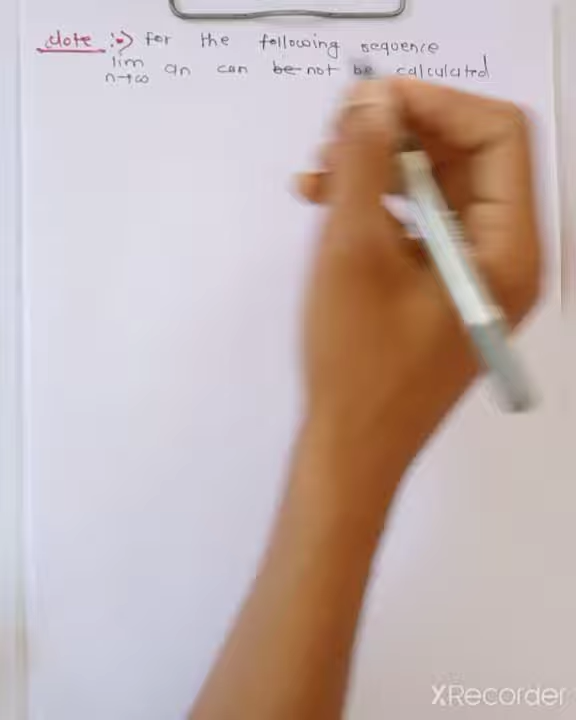 Note :-> For the following sequence
lim n→∞ an can be not be calculated
XRecorder